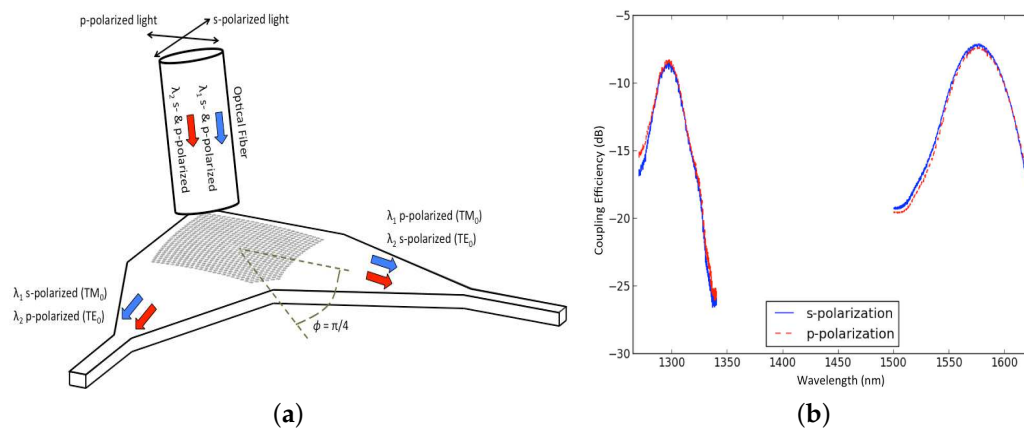 s-polarized light
p-polarized light
λ₁ s- & p-polarized
λ₂ s- & p-polarized
Optical Fiber
λ₁ p-polarized (TM₀)
λ₂ s-polarized (TE₀)
λ₁ s-polarized (TM₀)
λ₂ p-polarized (TE₀)
ϕ = π/4
(a)
−5
−10
−15
−20
−25
−30
Coupling Efficiency (dB)
s-polarization
p-polarization
1300
1350
1400
1450
1500
1550
1600
Wavelength (nm)
(b)